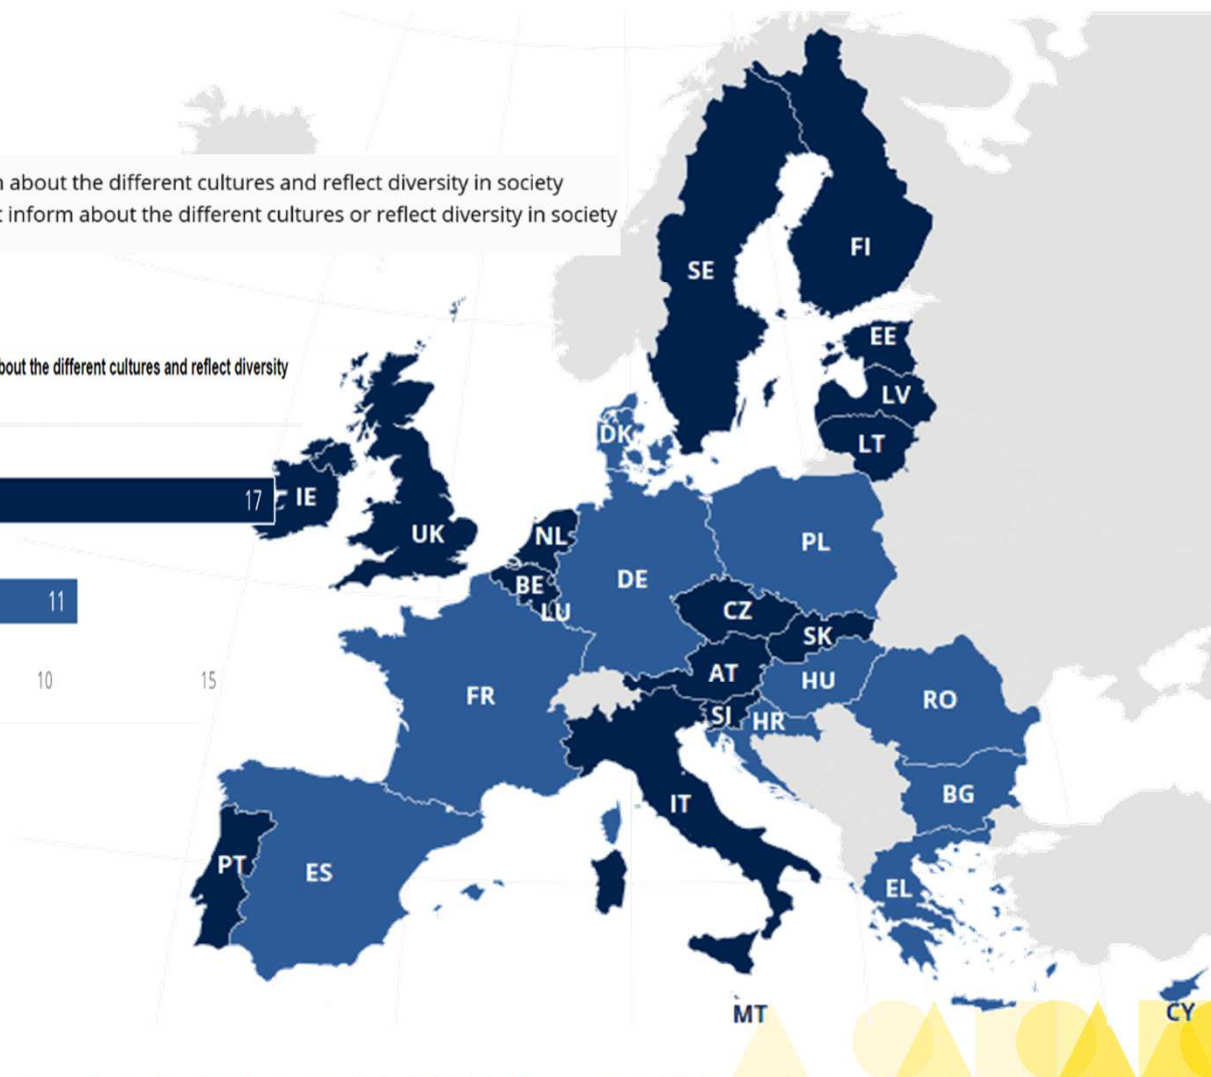 about the different cultures and reflect diversity in society
inform about the different cultures or reflect diversity in society
SE
FI
EE
about the different cultures and reflect diversity
LV
DK
LT
17
IE
UK
NL
PL
DE
BE
11
CZ
LU
SK
AT
10
15
HU
FR
RO
SI
HR
BG
IT
PT
ES
EL
MT
CY